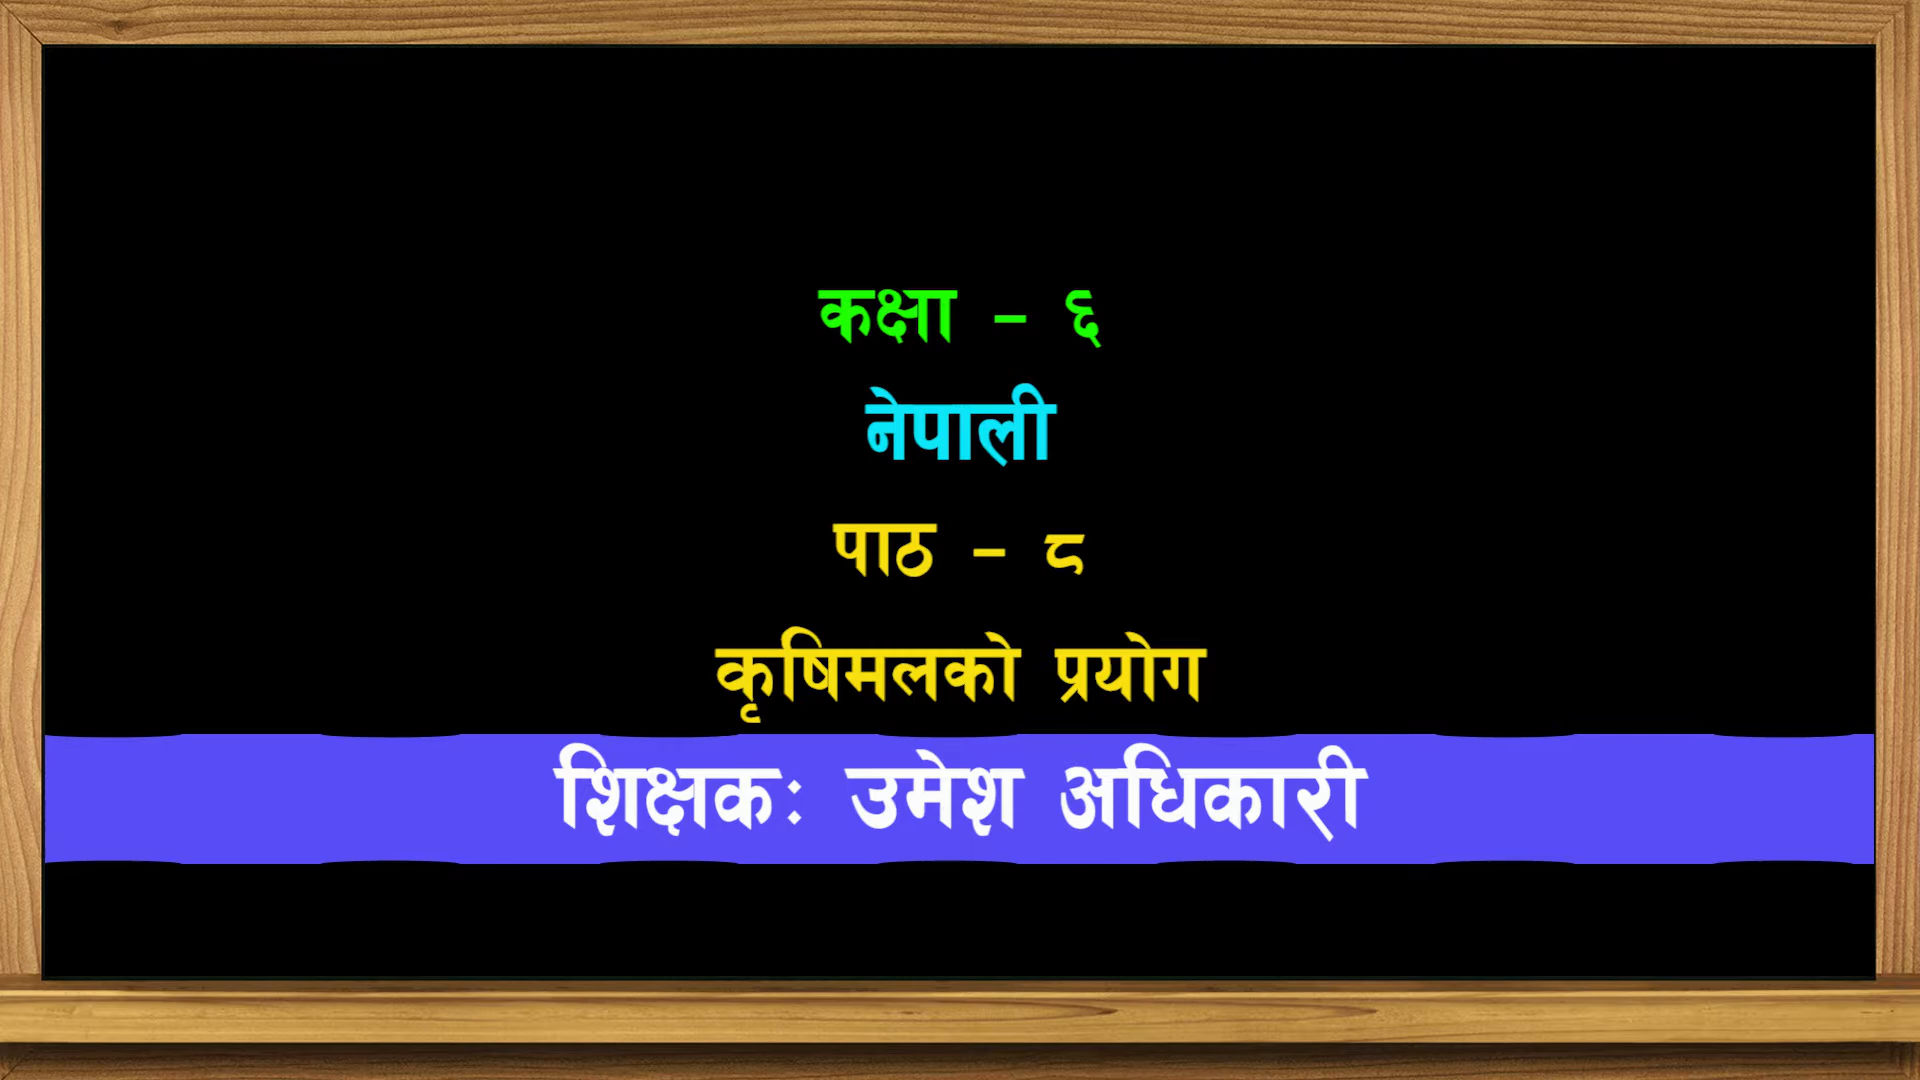 कक्षा – ६
नेपाली
पाठ – ८
कृषिमलको प्रयोग
शिक्षकः उमेश अधिकारी